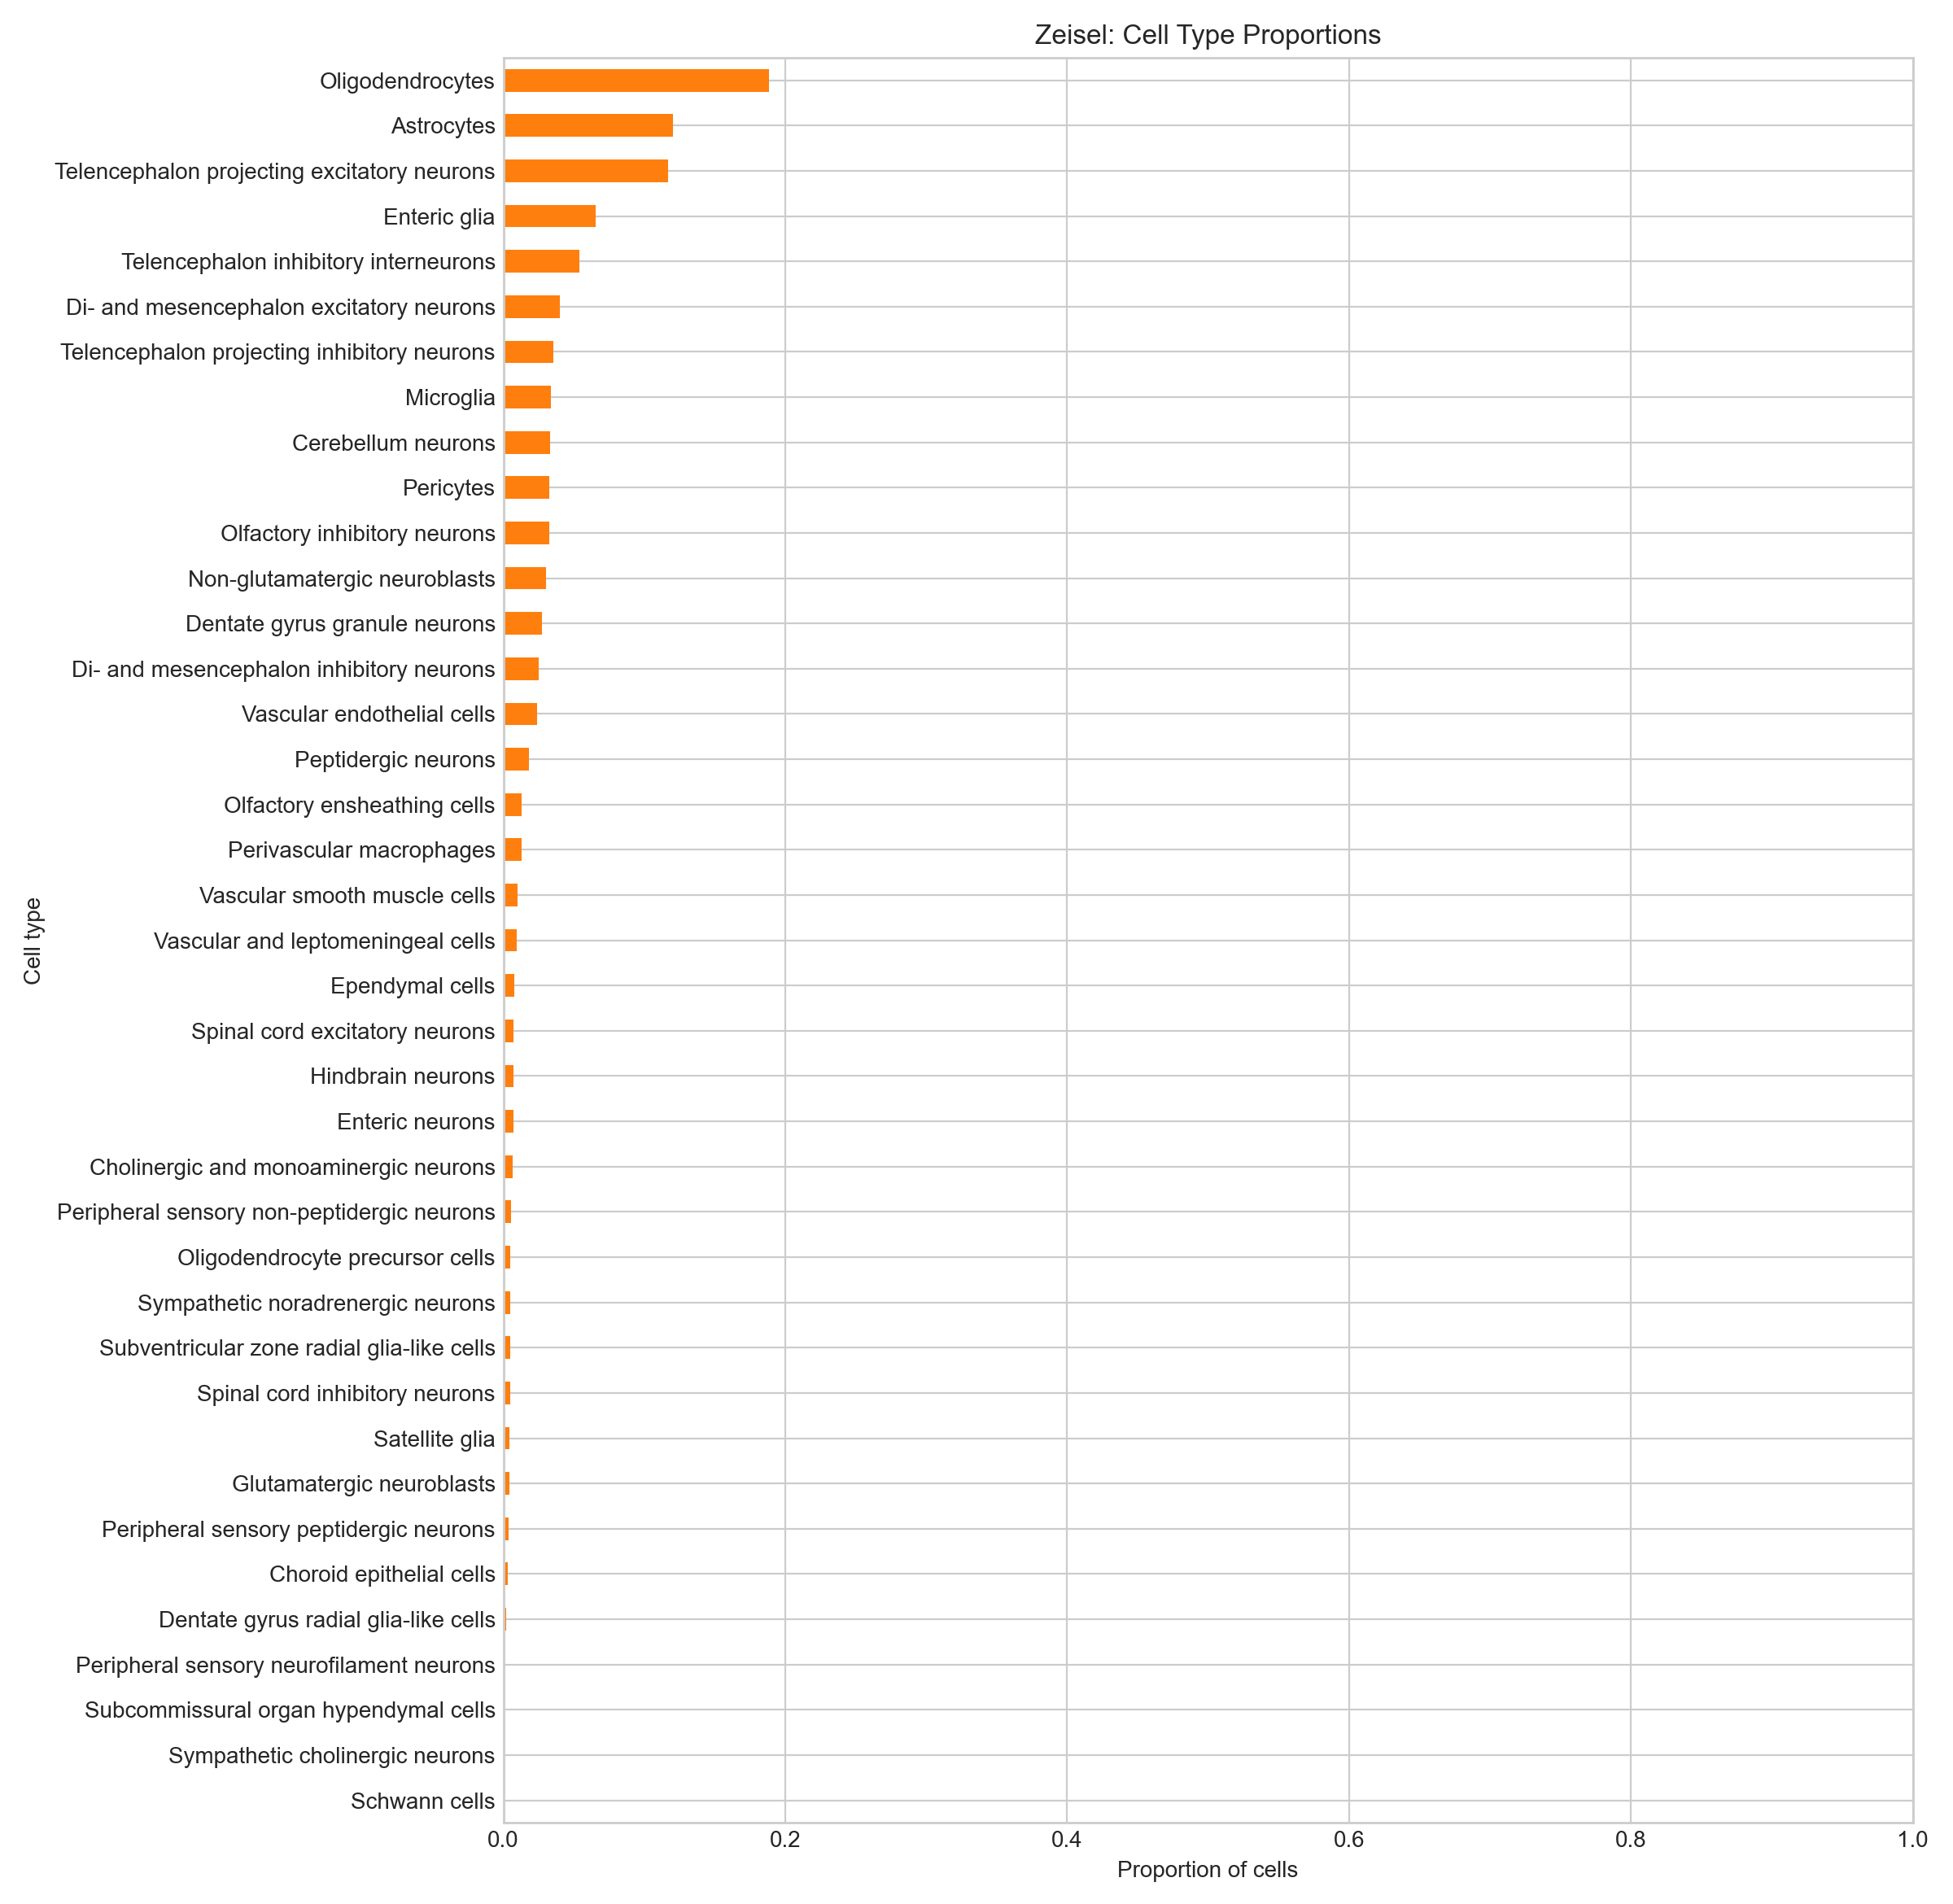 Zeisel: Cell Type Proportions
Oligodendrocytes
Astrocytes
Telencephalon projecting excitatory neurons
Enteric glia
Telencephalon inhibitory interneurons
Di- and mesencephalon excitatory neurons
Telencephalon projecting inhibitory neurons
Microglia
Cerebellum neurons
Pericytes
Olfactory inhibitory neurons
Non-glutamatergic neuroblasts
Dentate gyrus granule neurons
Di- and mesencephalon inhibitory neurons
Vascular endothelial cells
Peptidergic neurons
Olfactory ensheathing cells
Perivascular macrophages
Vascular smooth muscle cells
Vascular and leptomeningeal cells
Ependymal cells
Spinal cord excitatory neurons
Hindbrain neurons
Enteric neurons
Cholinergic and monoaminergic neurons
Peripheral sensory non-peptidergic neurons
Oligodendrocyte precursor cells
Sympathetic noradrenergic neurons
Subventricular zone radial glia-like cells
Spinal cord inhibitory neurons
Satellite glia
Glutamatergic neuroblasts
Peripheral sensory peptidergic neurons
Choroid epithelial cells
Dentate gyrus radial glia-like cells
Peripheral sensory neurofilament neurons
Subcommissural organ hypendymal cells
Sympathetic cholinergic neurons
Schwann cells
Cell type
0.0 0.2 0.4 0.6 0.8 1.0
Proportion of cells